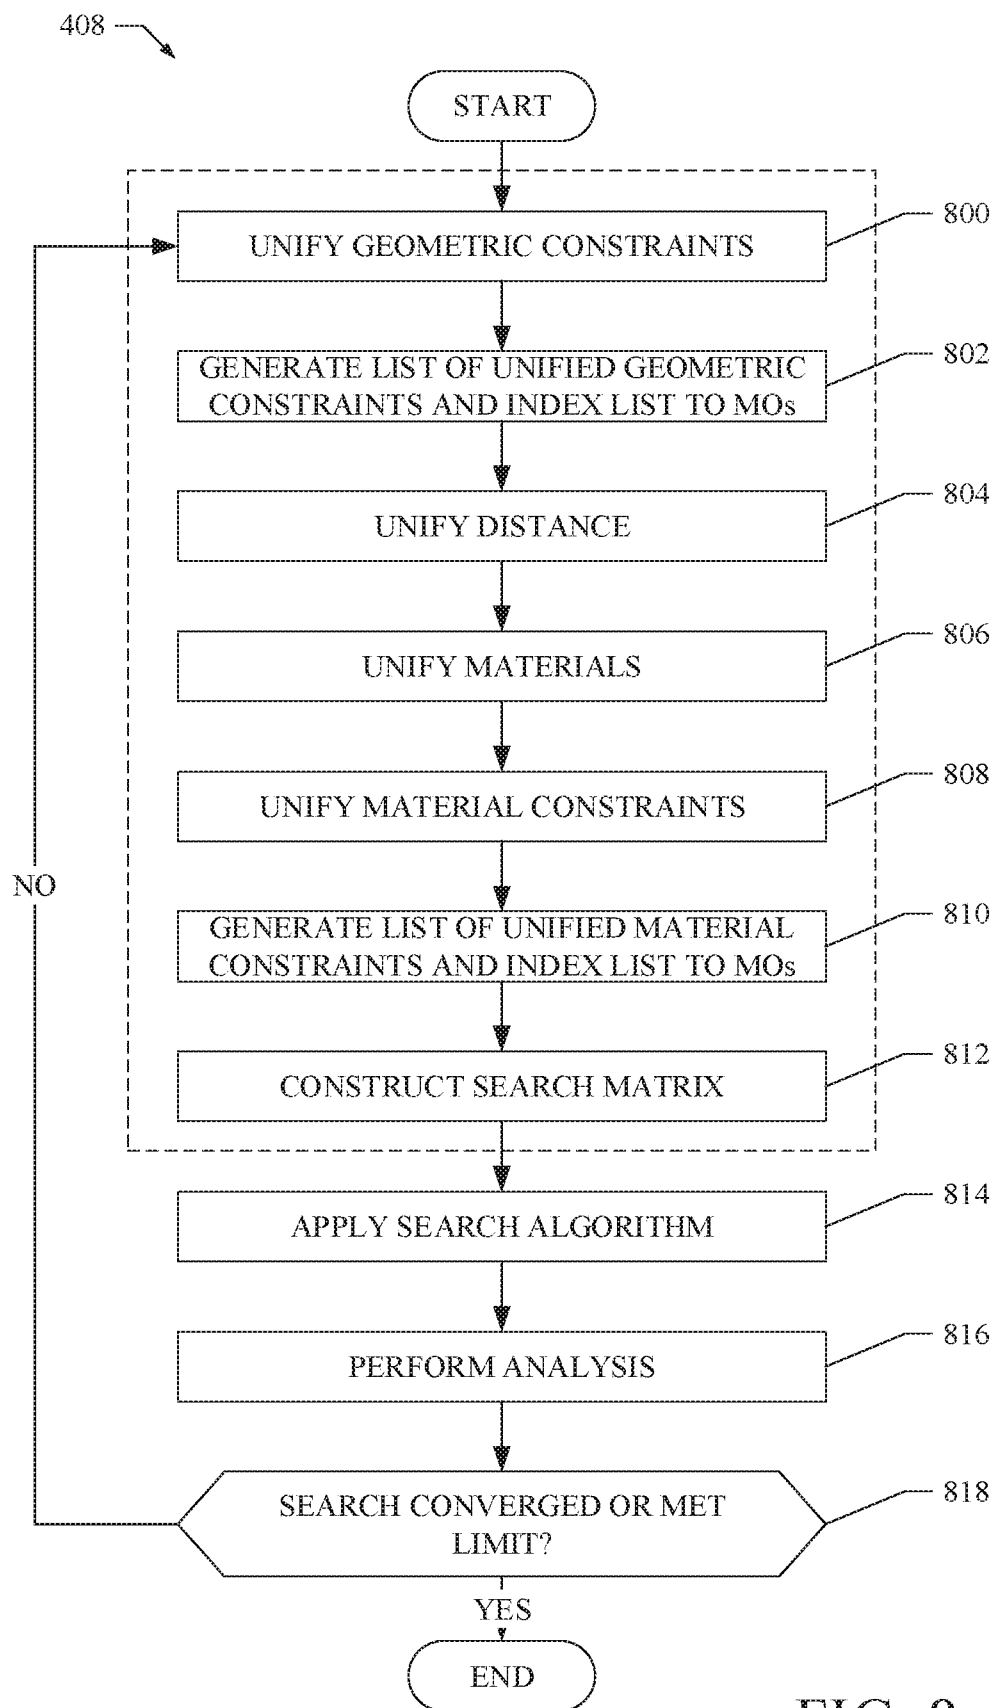 408
START
UNIFY GEOMETRIC CONSTRAINTS
800
GENERATE LIST OF UNIFIED GEOMETRIC
CONSTRAINTS AND INDEX LIST TO MOs
802
UNIFY DISTANCE
804
UNIFY MATERIALS
806
UNIFY MATERIAL CONSTRAINTS
808
NO
GENERATE LIST OF UNIFIED MATERIAL
CONSTRAINTS AND INDEX LIST TO MOs
810
CONSTRUCT SEARCH MATRIX
812
APPLY SEARCH ALGORITHM
814
PERFORM ANALYSIS
816
SEARCH CONVERGED OR MET
LIMIT?
818
YES
END
FIG. 8